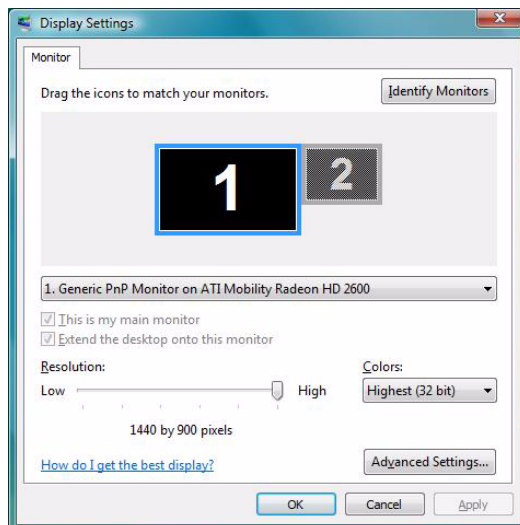 Display Settings
Monitor
Drag the icons to match your monitors.
Identify Monitors
1
2
1. Generic PnP Monitor on ATI Mobility Radeon HD 2600
This is my main monitor
Extend the desktop onto this monitor
Resolution:
Colors:
Low
High
Highest (32 bit)
1440 by 900 pixels
How do I get the best display?
Advanced Settings...
OK
Cancel
Apply